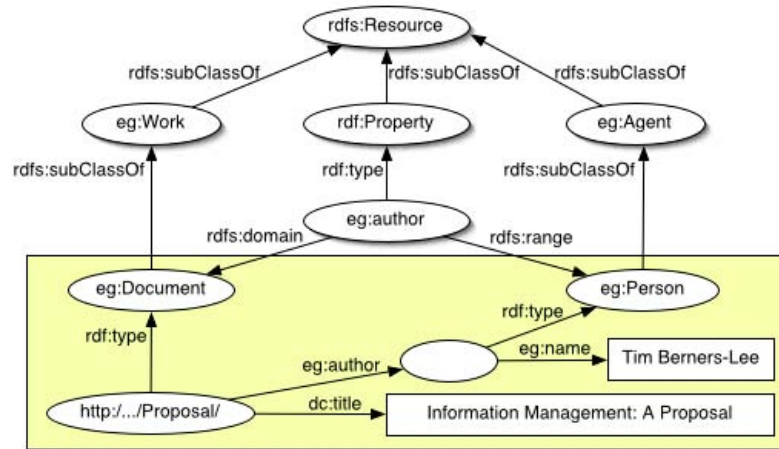 rdfs:Resource
rdfs:subClassOf
rdfs:subClassOf
rdfs:subClassOf
eg:Work
rdf:Property
eg:Agent
rdfs:subClassOf
rdf:type
rdfs:subClassOf
eg:author
rdfs:domain
rdfs:range
eg:Document
eg:Person
rdf:type
rdf:type
eg:author
eg:name
Tim Berners-Lee
http:/.../Proposal/
dc:title
Information Management: A Proposal